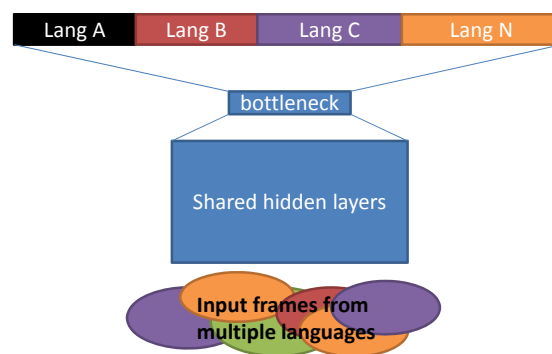 Lang A Lang B Lang C Lang N
bottleneck
Shared hidden layers
Input frames from
multiple languages